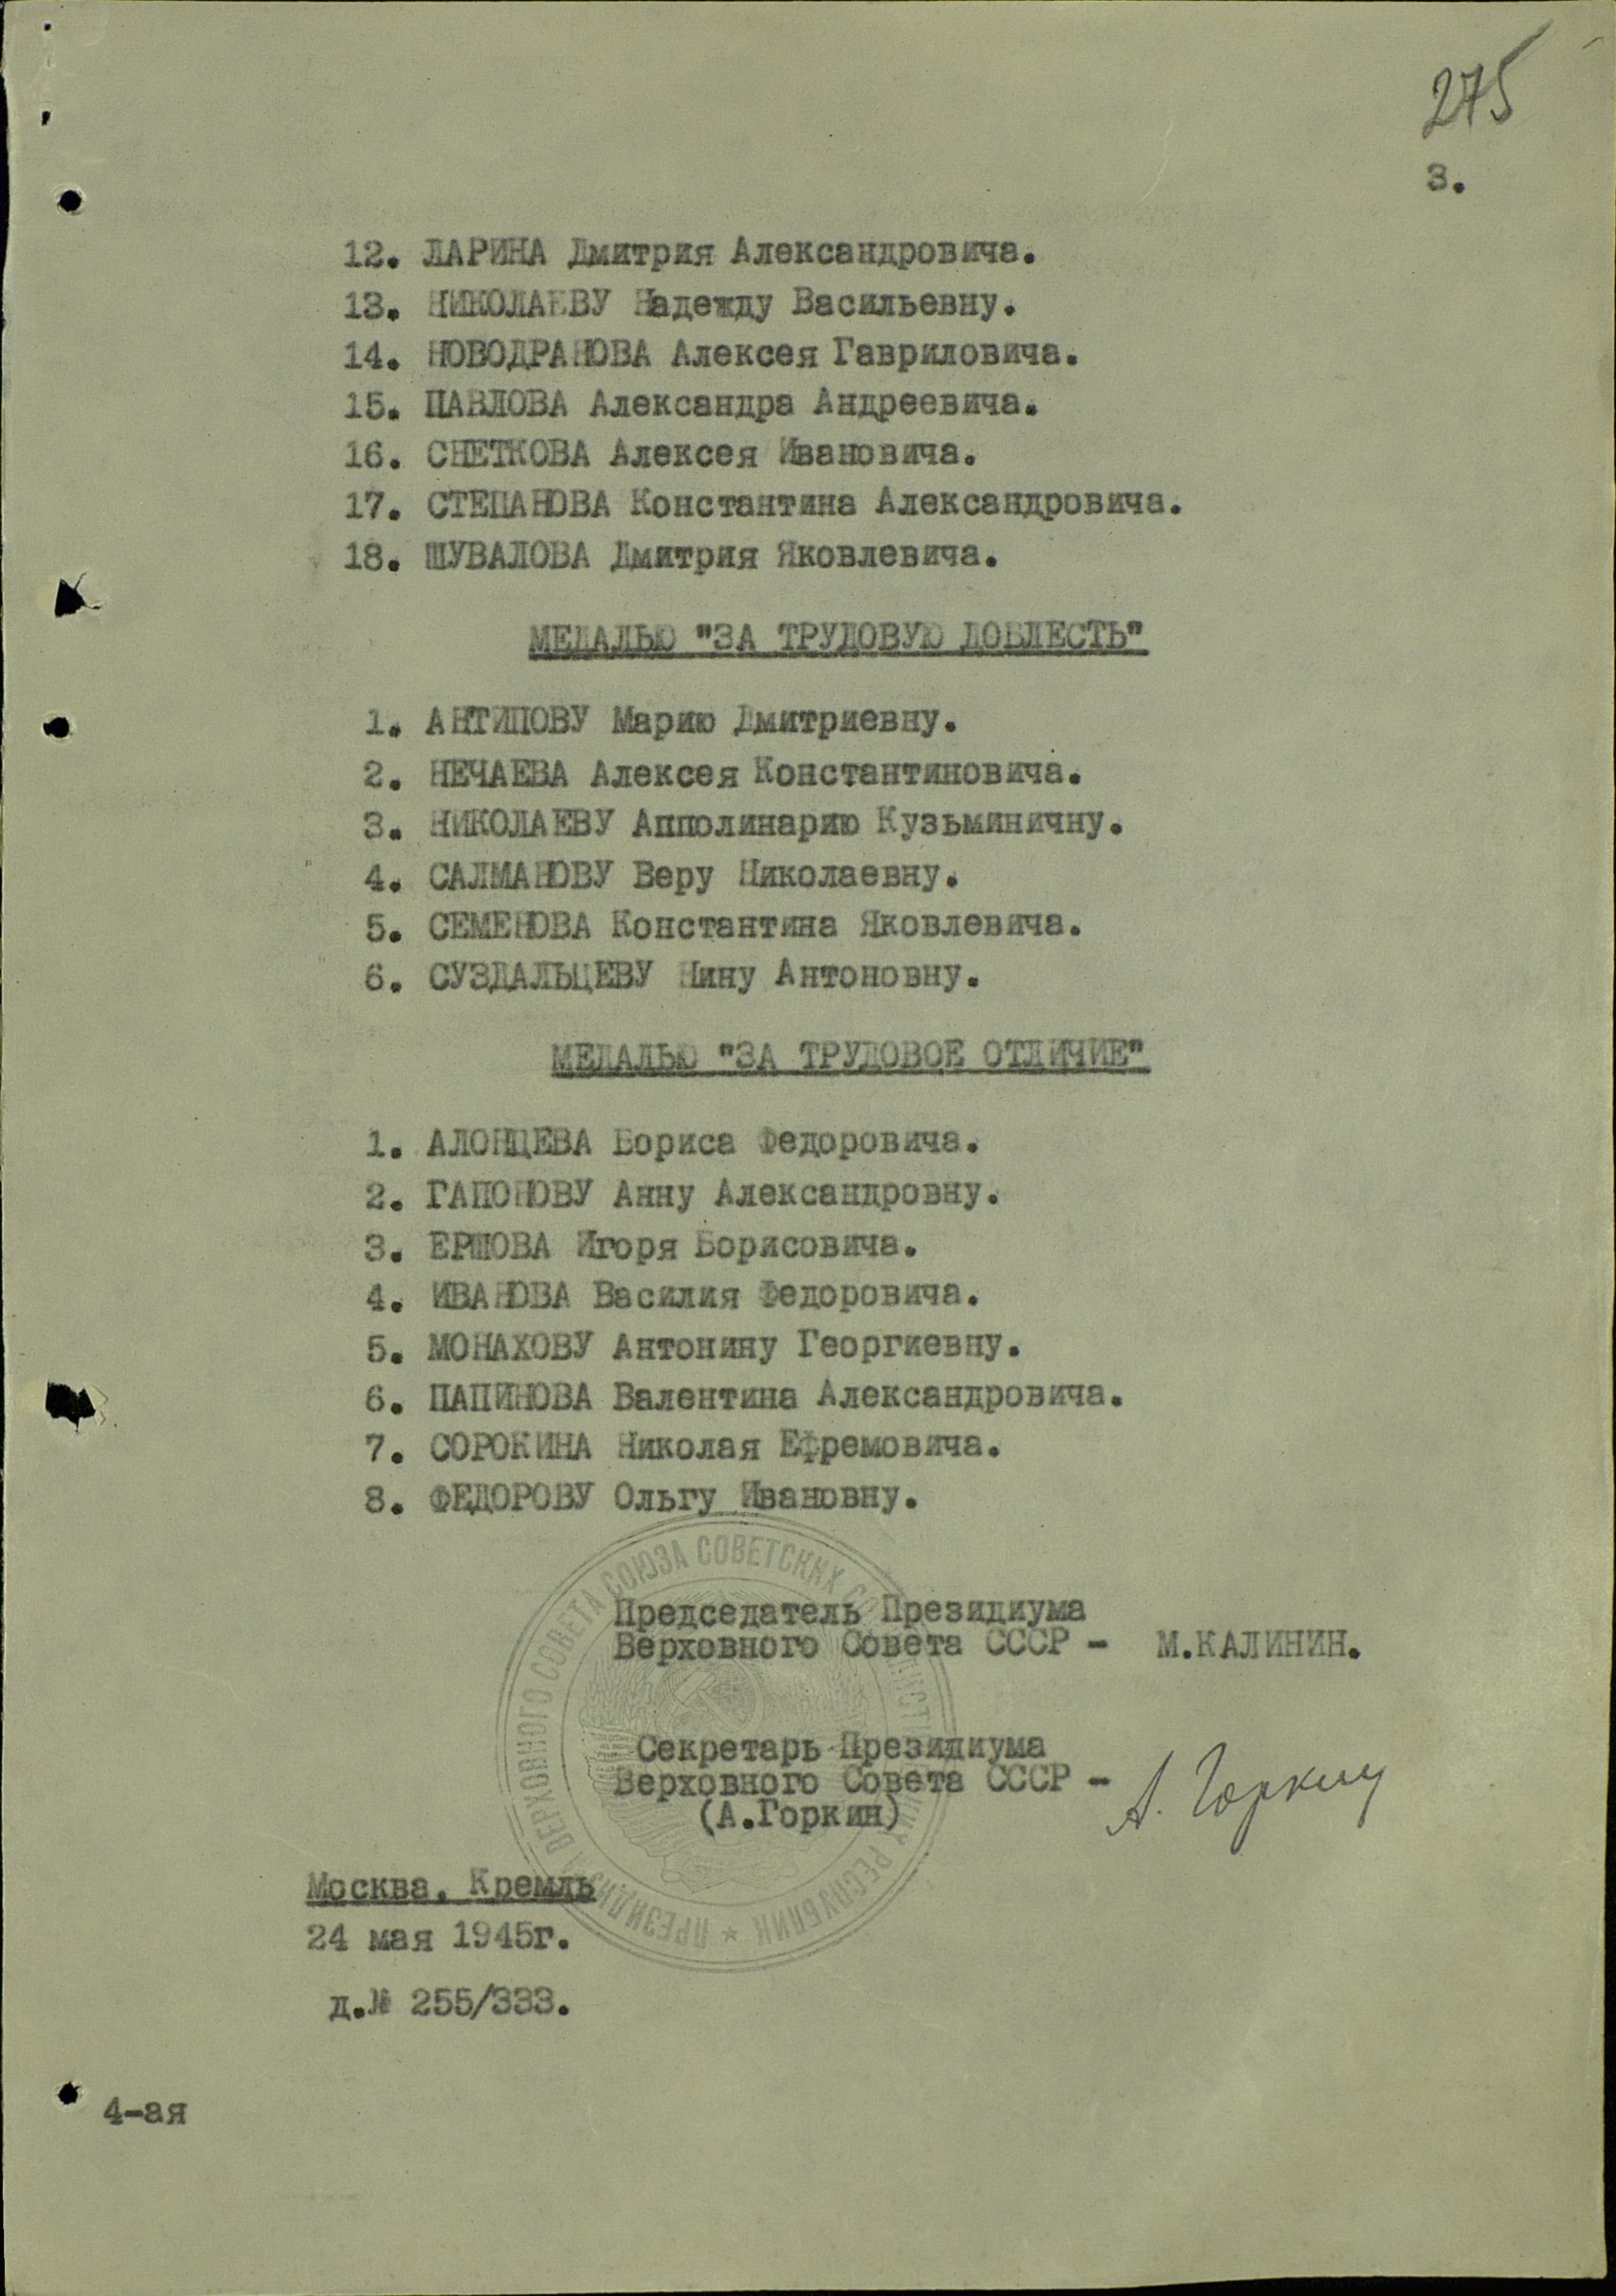 275
3.
12. ЛАРИНА Дмитрия Александровича.
13. НИКОЛАЕВУ Надежду Васильевну.
14. НОВОДРАНОВА Алексея Гавриловича.
15. ПАВЛОВА Александра Андреевича.
16. СНЕТКОВА Алексея Ивановича.
17. СТЕПАНОВА Константина Александровича.
18. ШУВАЛОВА Дмитрия Яковлевича.
МЕДАЛЬЮ "ЗА ТРУДОВУЮ ДОБЛЕСТЬ"
1. АНТИПОВУ Марию Дмитриевну.
2. НЕЧАЕВА Алексея Константиновича.
3. НИКОЛАЕВУ Апполинарию Кузьминичну.
4. САЛМАНОВУ Веру Николаевну.
5. СЕМЕНОВА Константина Яковлевича.
6. СУЗДАЛЬЦЕВУ Нину Антоновну.
МЕДАЛЬЮ "ЗА ТРУДОВОЕ ОТЛИЧИЕ"
1. АЛОНЦЕВА Бориса Федоровича.
2. ГАПОНОВУ Анну Александровну.
3. ЕРШОВА Игоря Борисовича.
4. ИВАНОВА Василия Федоровича.
5. МОНАХОВУ Антонину Георгиевну.
6. ПАПИНОВА Валентина Александровича.
7. СОРОКИНА Николая Ефремовича.
8. ФЕДОРОВУ Ольгу Ивановну.
Председатель Президиума
Верховного Совета СССР - М.КАЛИНИН.
Секретарь Президиума
Верховного Совета СССР -
(А.Горкин)
А. Горкин
ПРЕЗИДИУМА ВЕРХОВНОГО СОВЕТА СОЮЗА СОВЕТСКИХ РЕСПУБЛИК
Москва. Кремль
24 мая 1945г.
д.№ 255/333.
4-ая